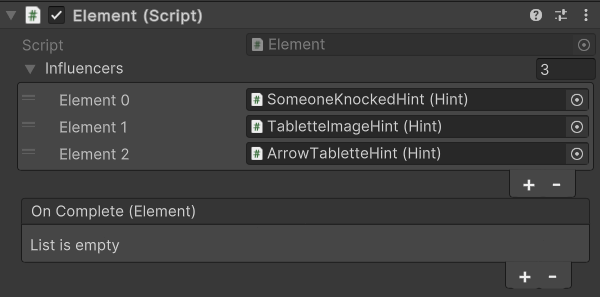 Element (Script)
Script Element
Influencers 3
Element 0 SomeoneKnockedHint (Hint)
Element 1 TabletteImageHint (Hint)
Element 2 ArrowTabletteHint (Hint)
+ -
On Complete (Element)
List is empty
+ -